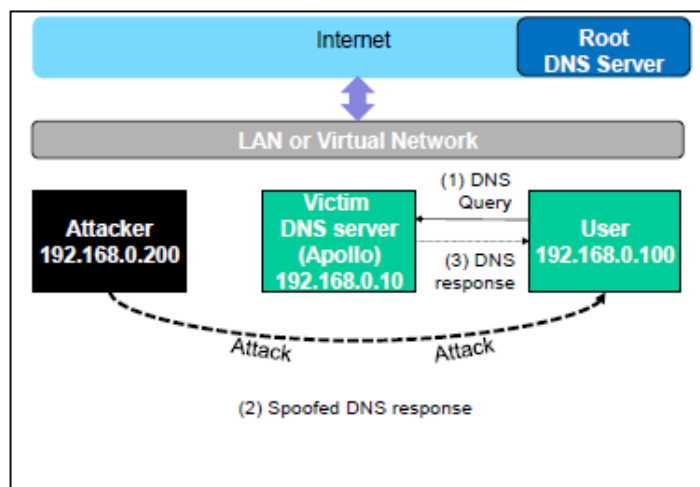 Internet
Root
DNS Server
LAN or Virtual Network
Attacker
192.168.0.200
Victim
DNS server
(Apollo)
192.168.0.10
(1) DNS
Query
(3) DNS
response
User
192.168.0.100
Attack
Attack
(2) Spoofed DNS response